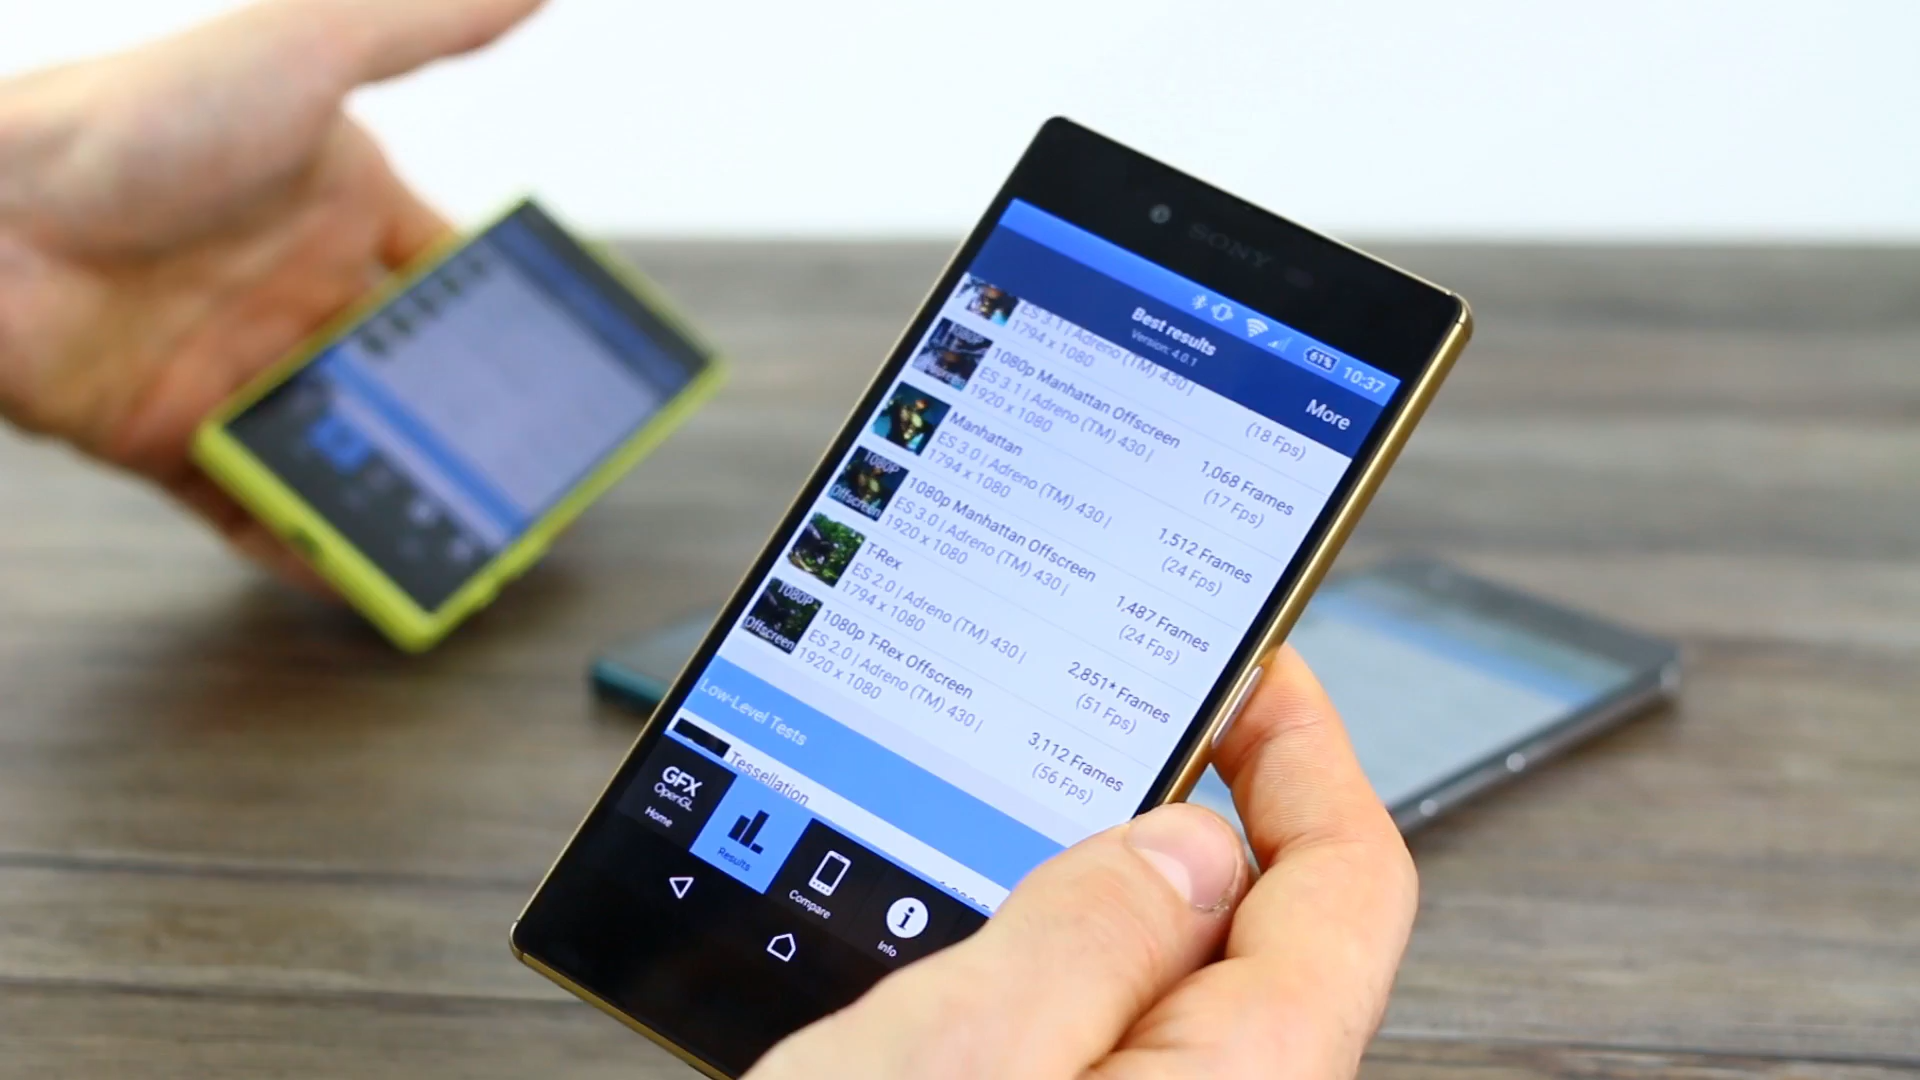 SONY
61% 10:37
Best results
Version: 4.0.1
More
ES 3.1 | Adreno (TM) 430 |
1794 x 1080
(18 Fps)
1080p Manhattan Offscreen
ES 3.1 | Adreno (TM) 430 |
1920 x 1080
1,068 Frames
(17 Fps)
Manhattan
ES 3.0 | Adreno (TM) 430 |
1794 x 1080
1,512 Frames
(24 Fps)
1080P
Offscreen
1080p Manhattan Offscreen
ES 3.0 | Adreno (TM) 430 |
1920 x 1080
1,487 Frames
(24 Fps)
T-Rex
ES 2.0 | Adreno (TM) 430 |
1794 x 1080
2,851* Frames
(51 Fps)
1080P
Offscreen
1080p T-Rex Offscreen
ES 2.0 | Adreno (TM) 430 |
1920 x 1080
3,112 Frames
(56 Fps)
Low-Level Tests
Tessellation
GFX
OpenGL
Home
Results
Compare
Info